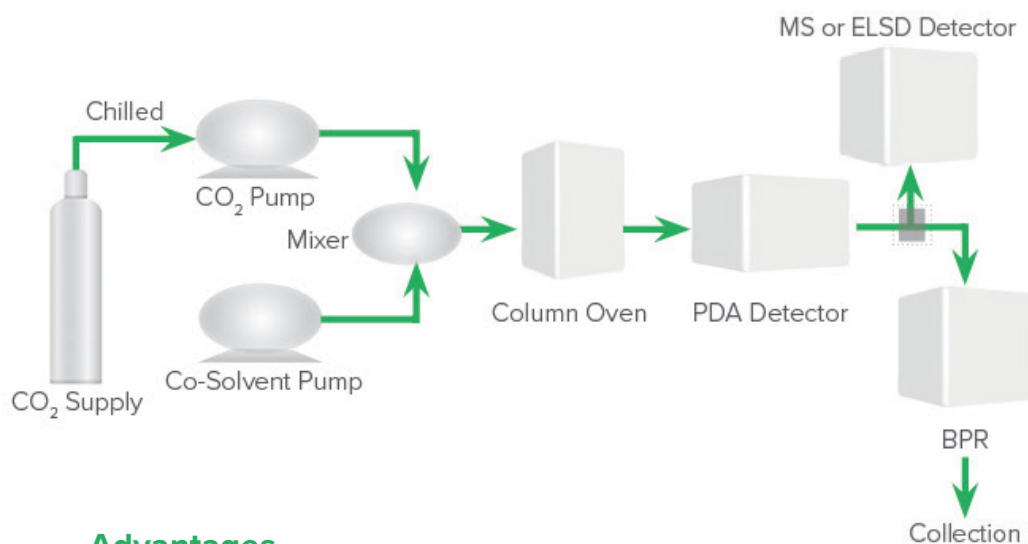 MS or ELSD Detector
Chilled
CO₂ Pump
Mixer
Column Oven
PDA Detector
Co-Solvent Pump
CO₂ Supply
BPR
Collection
Advantages